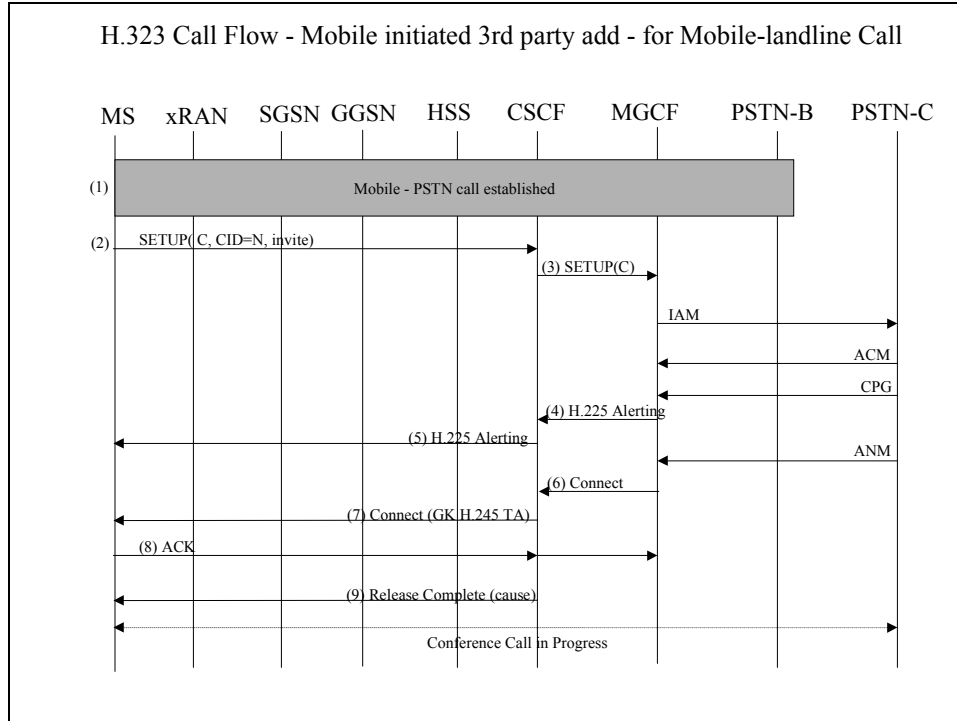 H.323 Call Flow - Mobile initiated 3rd party add - for Mobile-landline Call
MS xRAN SGSN GGSN HSS CSCF MGCF PSTN-B PSTN-C
(1) Mobile - PSTN call established
(2) SETUP( C, CID=N, invite)
(3) SETUP(C)
IAM
ACM
CPG
(4) H.225 Alerting
(5) H.225 Alerting
ANM
(6) Connect
(7) Connect (GK H.245 TA)
(8) ACK
(9) Release Complete (cause)
Conference Call in Progress